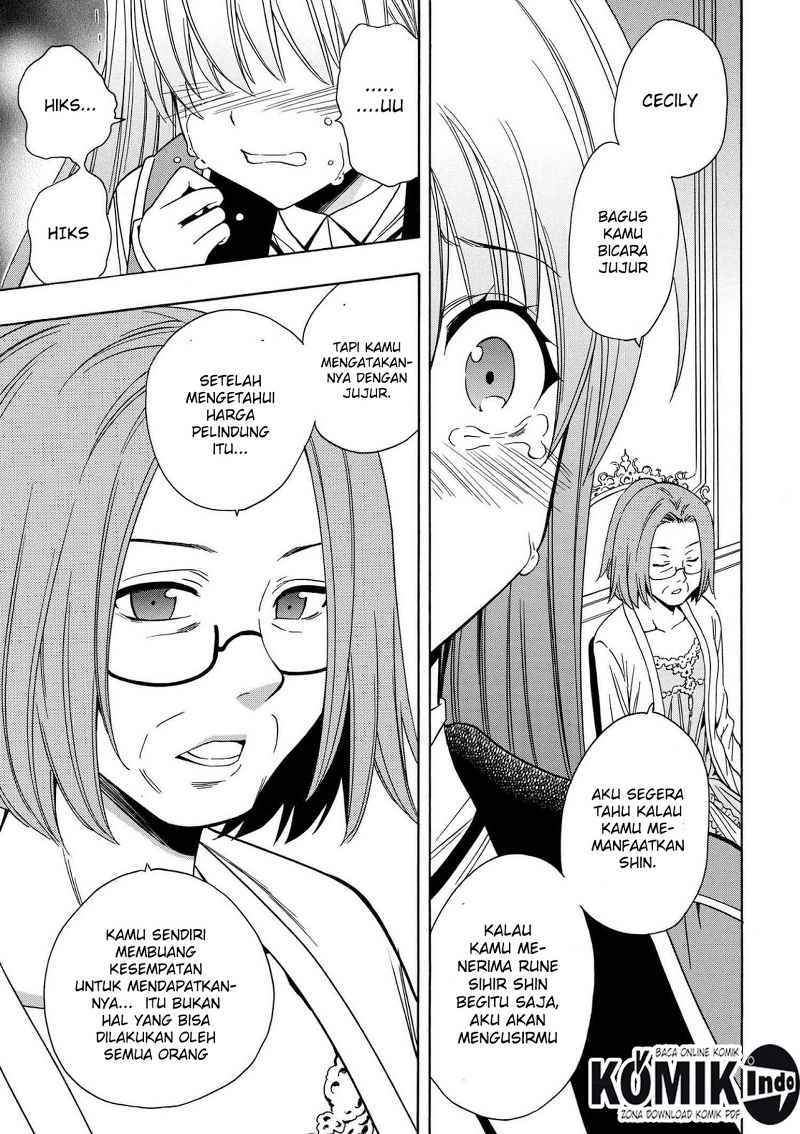 CECILY
BAGUS
KAMU
BICARA
JUJUR
AKU SEGERA
TAHU KALAU
KAMU ME-
MANFAATKAN
SHIN.
KALAU
KAMU ME-
NERIMA RUNE
SIHIR SHIN
BEGITU SAJA,
AKU AKAN
MENGUSIRMU
.....
....UU
HIKS...
HIKS
TAPI KAMU
MENGATAKAN-
NYA DENGAN
JUJUR.
SETELAH
MENGETAHUI
HARGA
PELINDUNG
ITU...
KAMU SENDIRI
MEMBUANG
KESEMPATAN
UNTUK MENDAPATKAN-
NYA... ITU BUKAN
HAL YANG BISA
DILAKUKAN OLEH
SEMUA ORANG
BACA ONLINE KOMIK
KOMIK Indo
ZONA DOWNLOAD KOMIK PDF